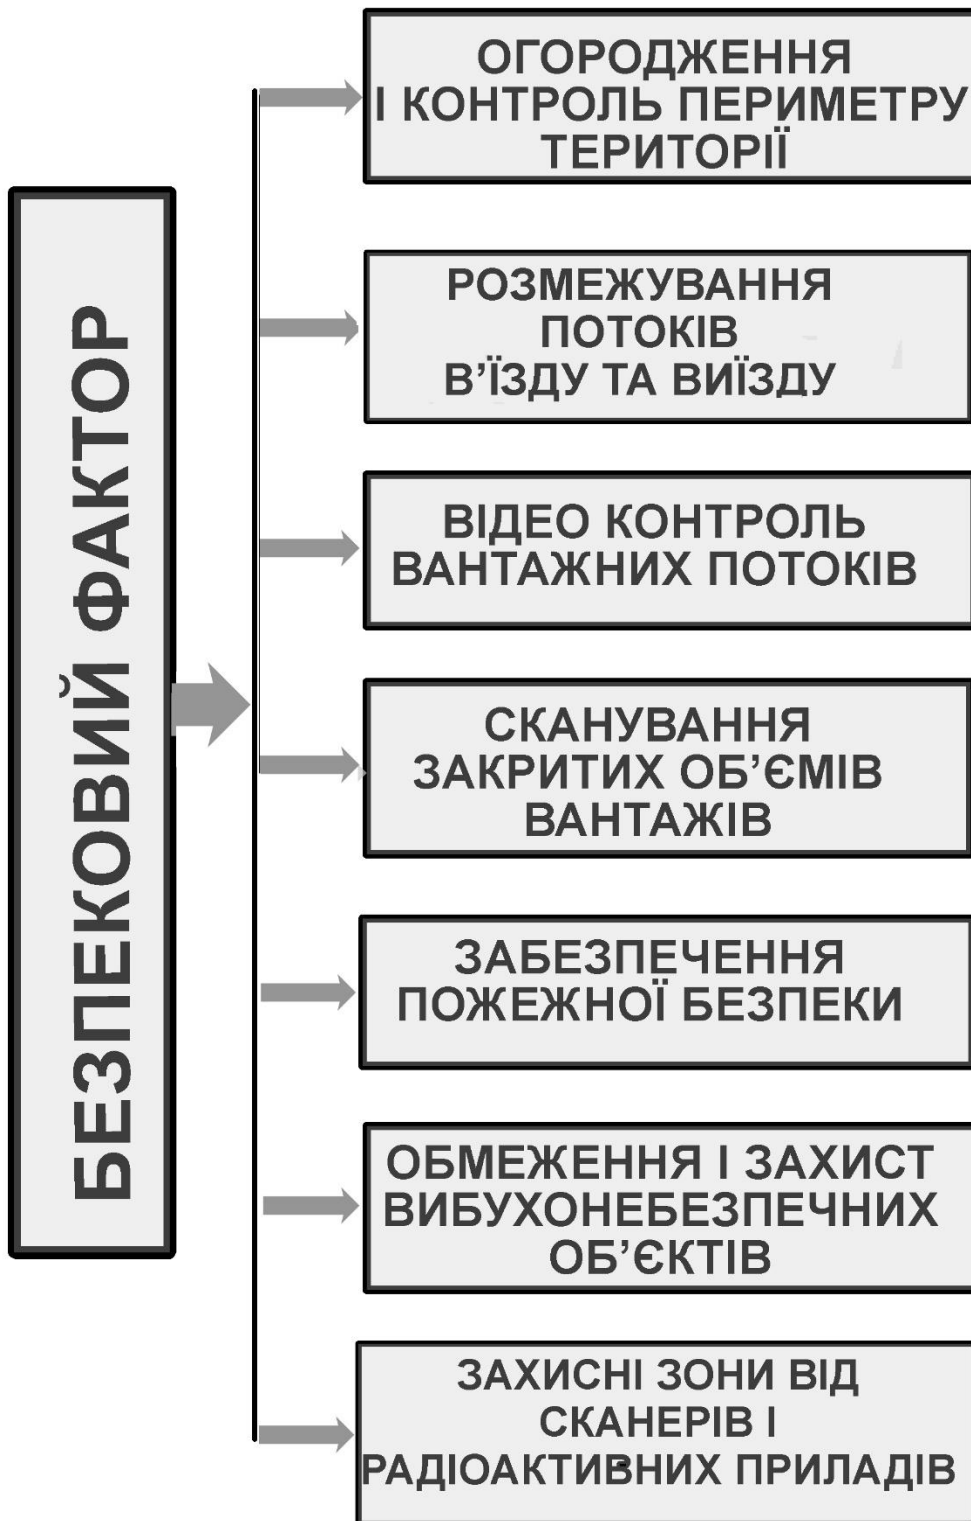 БЕЗПЕКОВИЙ ФАКТОР
ОГОРОДЖЕННЯ
І КОНТРОЛЬ ПЕРИМЕТРУ
ТЕРИТОРІЇ
РОЗМЕЖУВАННЯ
ПОТОКІВ
В’ЇЗДУ ТА ВИЇЗДУ
ВІДЕО КОНТРОЛЬ
ВАНТАЖНИХ ПОТОКІВ
СКАНУВАННЯ
ЗАКРИТИХ ОБ’ЄМІВ
ВАНТАЖІВ
ЗАБЕЗПЕЧЕННЯ
ПОЖЕЖНОЇ БЕЗПЕКИ
ОБМЕЖЕННЯ І ЗАХИСТ
ВИБУХОНЕБЕЗПЕЧНИХ
ОБ’ЄКТІВ
ЗАХИСНІ ЗОНИ ВІД
СКАНЕРІВ І
РАДІОАКТИВНИХ ПРИЛАДІВ